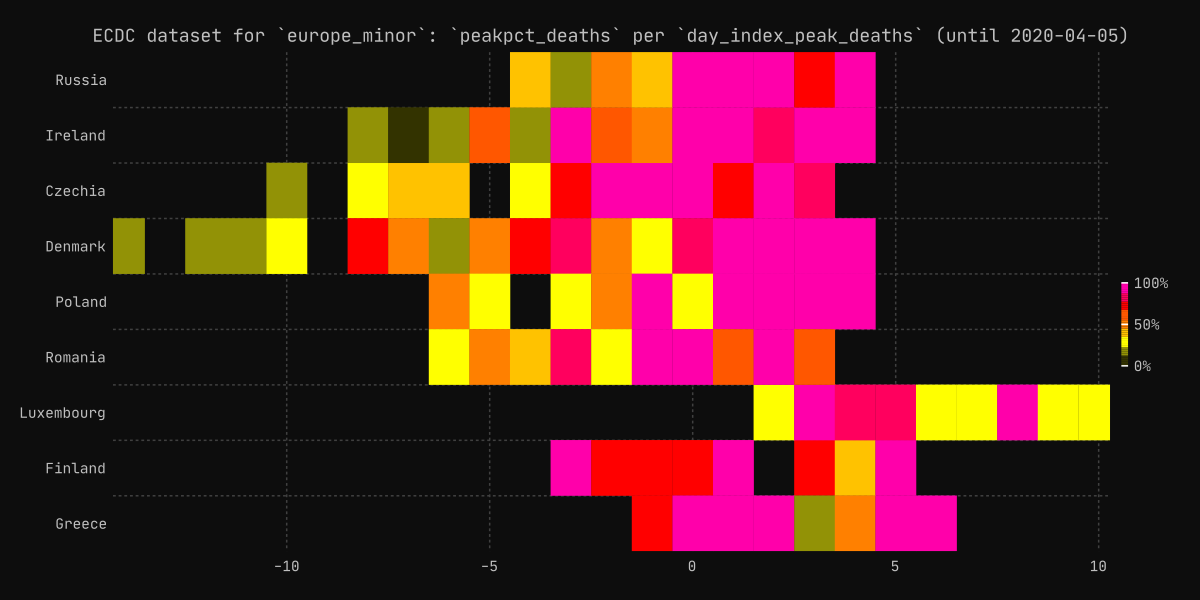 ECDC dataset for `europe_minor`: `peakpct_deaths` per `day_index_peak_deaths` (until 2020-04-05)
Russia
Ireland
Czechia
Denmark
Poland
Romania
Luxembourg
Finland
Greece
100%
50%
0%
-10
-5
0
5
10